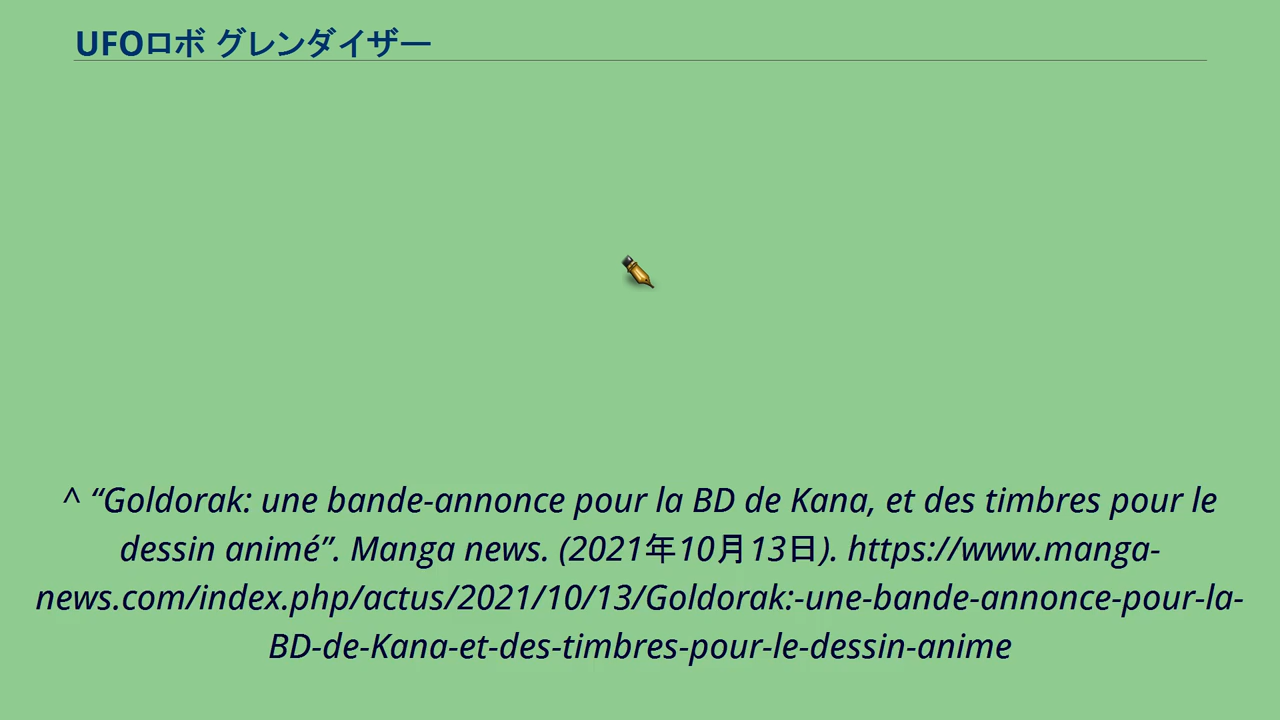 UFOロボ グレンダイザー
^ “Goldorak: une bande-annonce pour la BD de Kana, et des timbres pour le
dessin animé”. Manga news. (2021年10月13日). https://www.manga-
news.com/index.php/actus/2021/10/13/Goldorak:-une-bande-annonce-pour-la-
BD-de-Kana-et-des-timbres-pour-le-dessin-anime